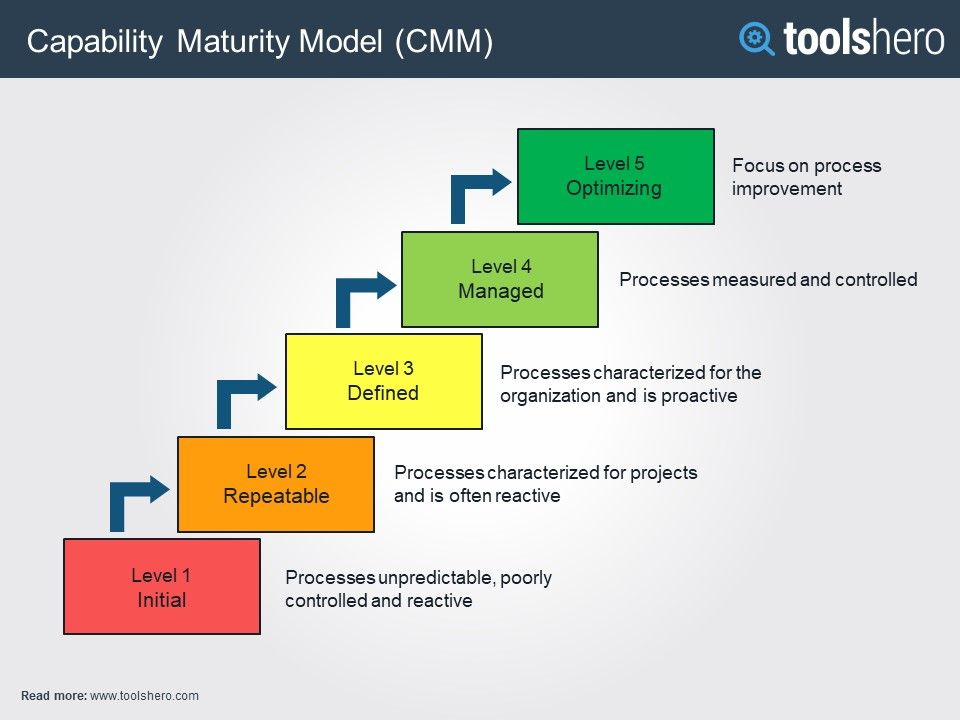 Capability Maturity Model (CMM)
toolshero
Level 5
Optimizing
Focus on process
improvement
Level 4
Managed
Processes measured and controlled
Level 3
Defined
Processes characterized for the
organization and is proactive
Level 2
Repeatable
Processes characterized for projects
and is often reactive
Level 1
Initial
Processes unpredictable, poorly
controlled and reactive
Read more: www.toolshero.com